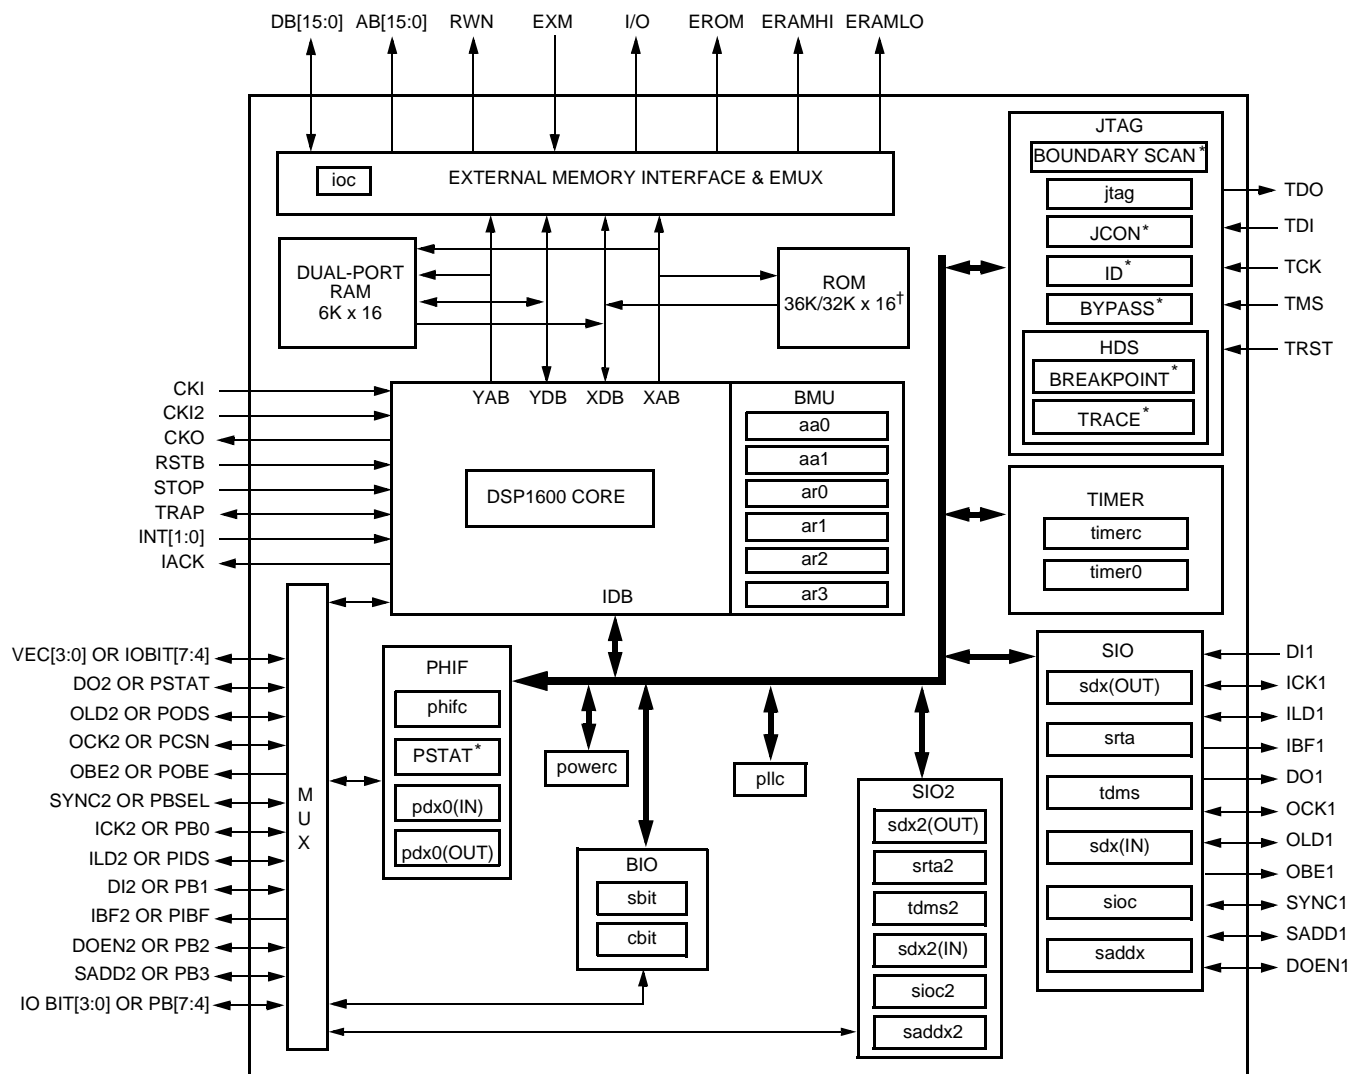 DB[15:0] AB[15:0] RWN EXM I/O EROM ERAMHI ERAMLO
ioc
EXTERNAL MEMORY INTERFACE & EMUX
DUAL-PORT
RAM
6K x 16
ROM
36K/32K x 16†
JTAG
BOUNDARY SCAN*
jtag
JCON*
ID*
BYPASS*
HDS
BREAKPOINT*
TRACE*
TDO
TDI
TCK
TMS
TRST
CKI
CKI2
CKO
RSTB
STOP
TRAP
INT[1:0]
IACK
YAB YDB XDB XAB
DSP1600 CORE
IDB
BMU
aa0
aa1
ar0
ar1
ar2
ar3
TIMER
timerc
timer0
VEC[3:0] OR IOBIT[7:4]
DO2 OR PSTAT
OLD2 OR PODS
OCK2 OR PCSN
OBE2 OR POBE
SYNC2 OR PBSEL
ICK2 OR PB0
ILD2 OR PIDS
DI2 OR PB1
IBF2 OR PIBF
DOEN2 OR PB2
SADD2 OR PB3
IO BIT[3:0] OR PB[7:4]
M
U
X
PHIF
phifc
PSTAT*
pdx0(IN)
pdx0(OUT)
powerc
pllc
BIO
sbit
cbit
SIO2
sdx2(OUT)
srta2
tdms2
sdx2(IN)
sioc2
saddx2
SIO
sdx(OUT)
srta
tdms
sdx(IN)
sioc
saddx
DI1
ICK1
ILD1
IBF1
DO1
OCK1
OLD1
OBE1
SYNC1
SADD1
DOEN1